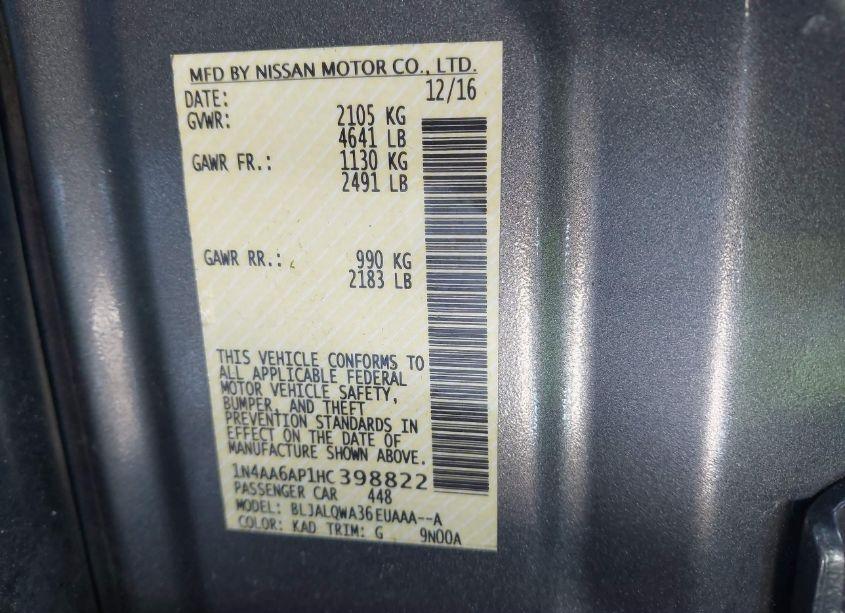 MFD BY NISSAN MOTOR CO., LTD.
DATE: 12/16
GVWR: 2105 KG
4641 LB
GAWR FR.: 1130 KG
2491 LB
GAWR RR.: 990 KG
2183 LB
THIS VEHICLE CONFORMS TO
ALL APPLICABLE FEDERAL
MOTOR VEHICLE SAFETY,
BUMPER, AND THEFT
PREVENTION STANDARDS IN
EFFECT ON THE DATE OF
MANUFACTURE SHOWN ABOVE.
1N4AA6AP1HC398822
PASSENGER CAR 448
MODEL: BLJALQWA36EUAAA--A
COLOR: KAD TRIM: G 9N00A